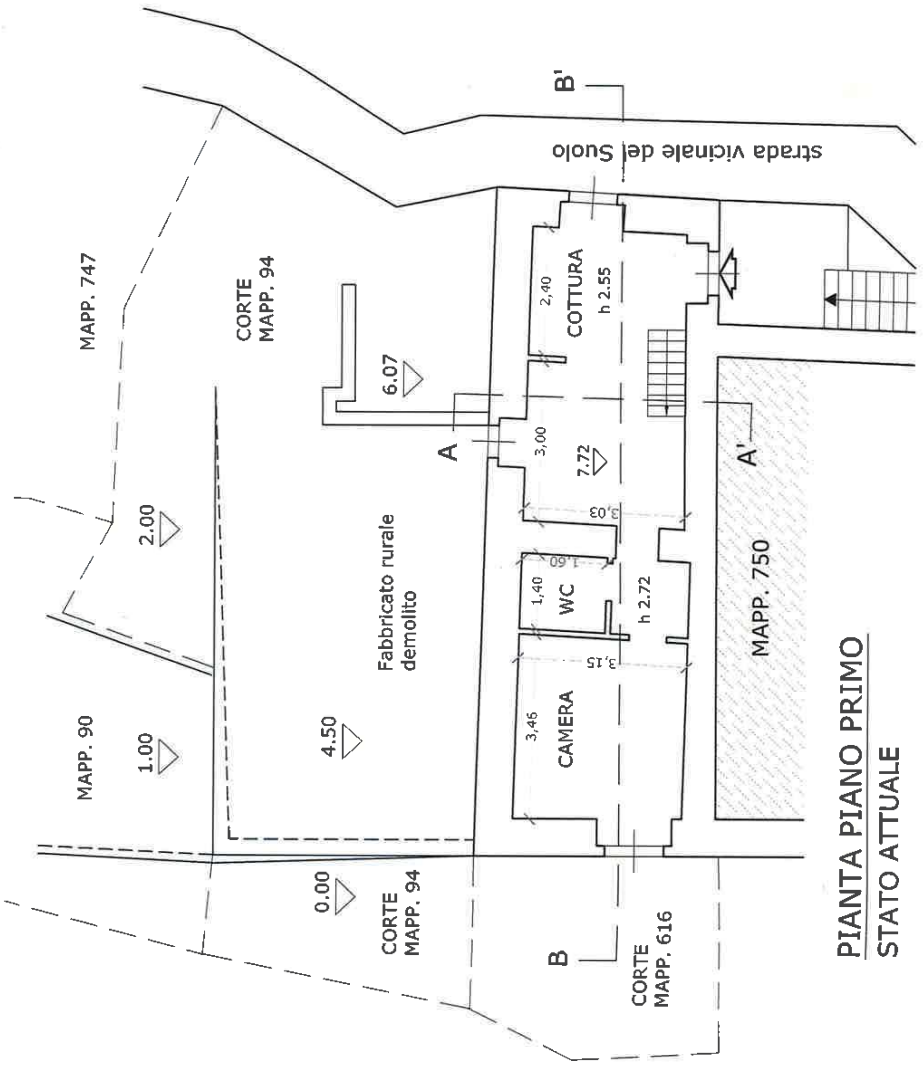 MAPP. 747
CORTE
MAPP. 94
strada vicinale del Suolo
B'
2.00
6.07
A
2,40
COTTURA
h 2.55
3,00
7.72
A'
3,03
MAPP. 90
1.00
Fabbricato rurale
demolito
4.50
1,60
1,40
WC
h 2.72
3,15
3,46
CAMERA
MAPP. 750
0.00
CORTE
MAPP. 94
B
CORTE
MAPP. 616
PIANTA PIANO PRIMO
STATO ATTUALE